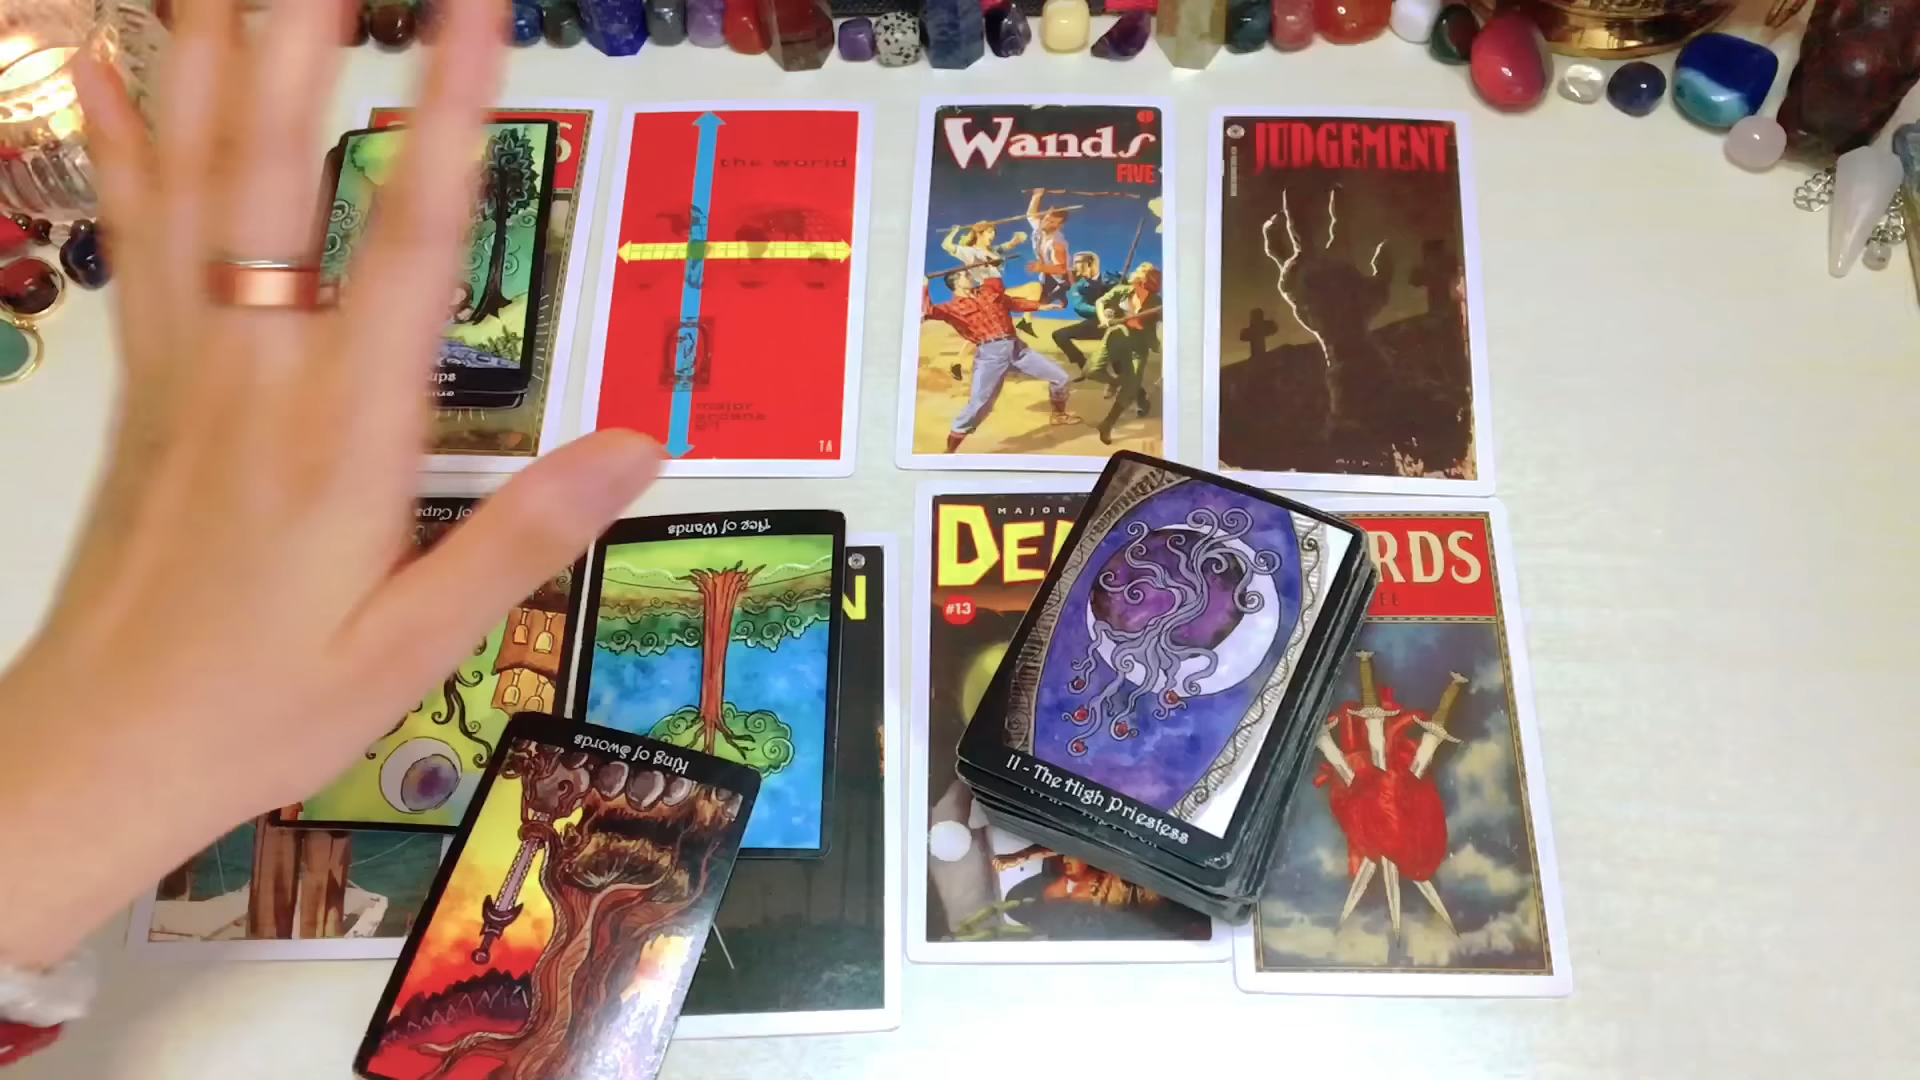 S
the world
major
arcana
TA
Wands
FIVE
JUDGEMENT
of Cups
Ace of Wands
N
King of Swords
MAJOR
DE
#13
II - The High Priestess
RDS